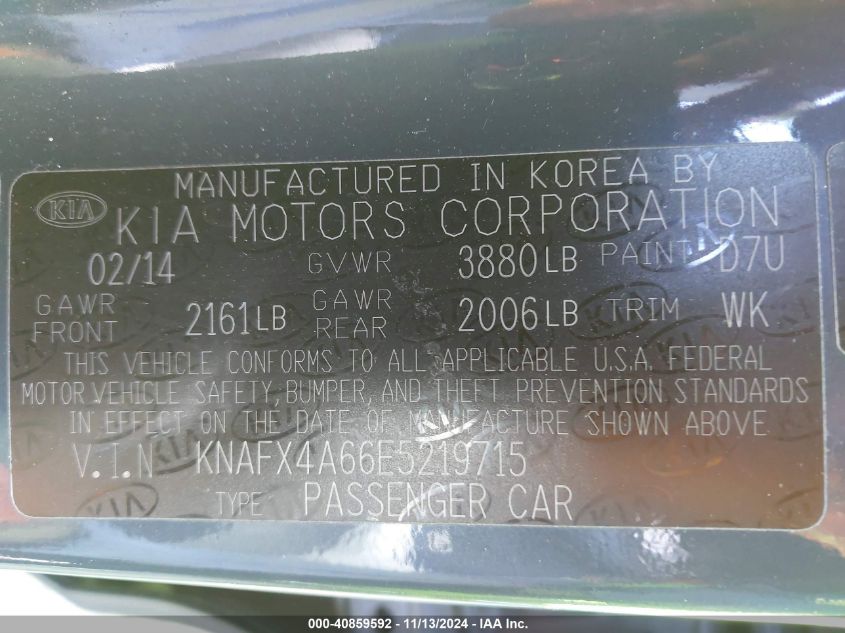 MANUFACTURED IN KOREA BY
KIA KIA MOTORS CORPORATION
02/14 GVWR 3880LB PAINT D7U
GAWR FRONT 2161LB GAWR REAR 2006LB TRIM WK
THIS VEHICLE CONFORMS TO ALL APPLICABLE U.S.A. FEDERAL
MOTOR VEHICLE SAFETY, BUMPER, AND THEFT PREVENTION STANDARDS
IN EFFECT ON THE DATE OF MANUFACTURE SHOWN ABOVE
V.I.N KNAFX4A66E5219715
TYPE PASSENGER CAR
000-40859592 - 11/13/2024 - IAA Inc.